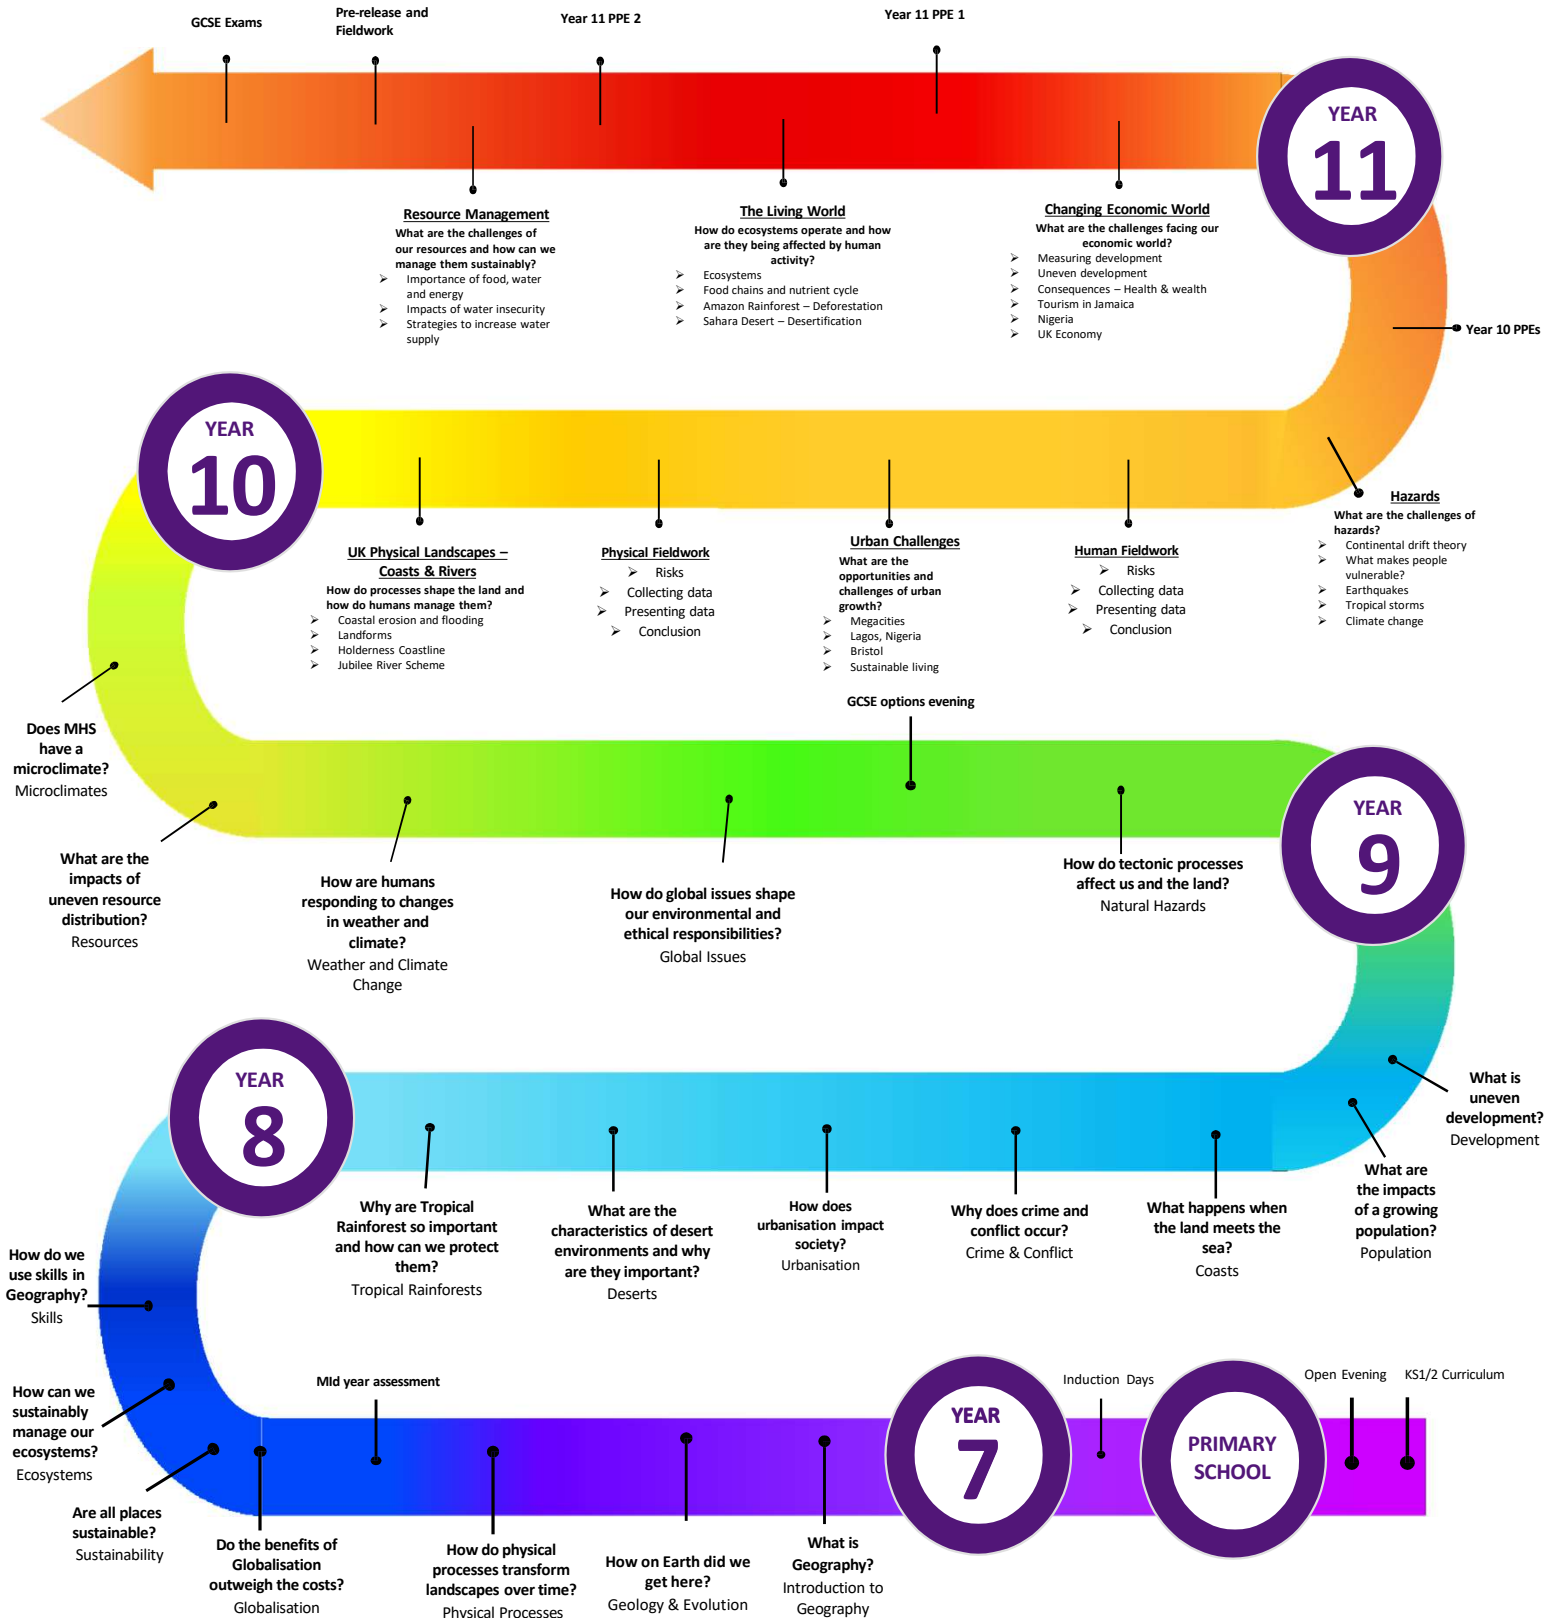 GCSE Exams
Pre-release and
Fieldwork
Year 11 PPE 2
Year 11 PPE 1
YEAR
11
Resource Management
What are the challenges of
our resources and how can we
manage them sustainably?
➢ Importance of food, water
and energy
➢ Impacts of water insecurity
➢ Strategies to increase water
supply
The Living World
How do ecosystems operate and how
are they being affected by human
activity?
➢ Ecosystems
➢ Food chains and nutrient cycle
➢ Amazon Rainforest – Deforestation
➢ Sahara Desert – Desertification
Changing Economic World
What are the challenges facing our
economic world?
➢ Measuring development
➢ Uneven development
➢ Consequences – Health & wealth
➢ Tourism in Jamaica
➢ Nigeria
➢ UK Economy
Year 10 PPEs
YEAR
10
UK Physical Landscapes –
Coasts & Rivers
How do processes shape the land and
how do humans manage them?
➢ Coastal erosion and flooding
➢ Landforms
➢ Holderness Coastline
➢ Jubilee River Scheme
Physical Fieldwork
➢ Risks
➢ Collecting data
➢ Presenting data
➢ Conclusion
Urban Challenges
What are the
opportunities and
challenges of urban
growth?
➢ Megacities
➢ Lagos, Nigeria
➢ Bristol
➢ Sustainable living
Human Fieldwork
➢ Risks
➢ Collecting data
➢ Presenting data
➢ Conclusion
Hazards
What are the challenges of
hazards?
➢ Continental drift theory
➢ What makes people
vulnerable?
➢ Earthquakes
➢ Tropical storms
➢ Climate change
Does MHS
have a
microclimate?
Microclimates
GCSE options evening
YEAR
9
What are the
impacts of
uneven resource
distribution?
Resources
How are humans
responding to changes
in weather and
climate?
Weather and Climate
Change
How do global issues shape
our environmental and
ethical responsibilities?
Global Issues
How do tectonic processes
affect us and the land?
Natural Hazards
YEAR
8
What is
uneven
development?
Development
Why are Tropical
Rainforest so important
and how can we protect
them?
Tropical Rainforests
What are the
characteristics of desert
environments and why
are they important?
Deserts
How does
urbanisation impact
society?
Urbanisation
Why does crime and
conflict occur?
Crime & Conflict
What happens when
the land meets the
sea?
Coasts
What are
the impacts
of a growing
population?
Population
How do we
use skills in
Geography?
Skills
How can we
sustainably
manage our
ecosystems?
Ecosystems
MId year assessment
YEAR
7
Induction Days
PRIMARY
SCHOOL
Open Evening
KS1/2 Curriculum
Are all places
sustainable?
Sustainability
Do the benefits of
Globalisation
outweigh the costs?
Globalisation
How do physical
processes transform
landscapes over time?
Physical Processes
How on Earth did we
get here?
Geology & Evolution
What is
Geography?
Introduction to
Geography